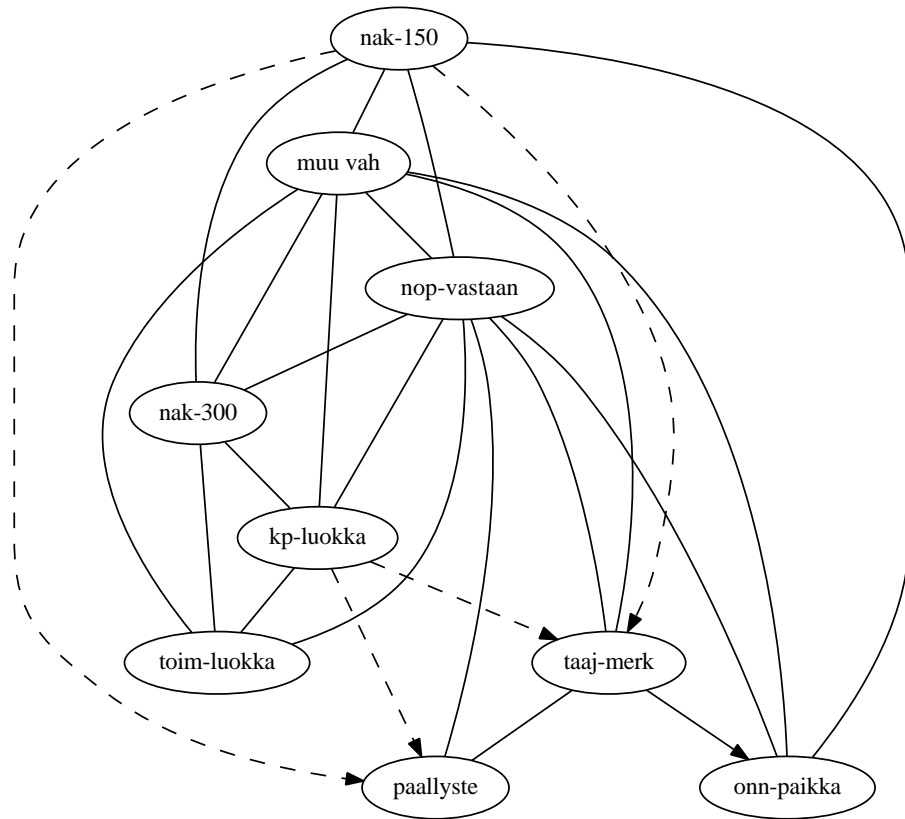 nak-150
muu vah
nop-vastaan
nak-300
kp-luokka
toim-luokka
taaj-merk
paallyste
onn-paikka